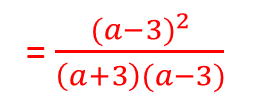 = (a−3)² / (a+3)(a−3)